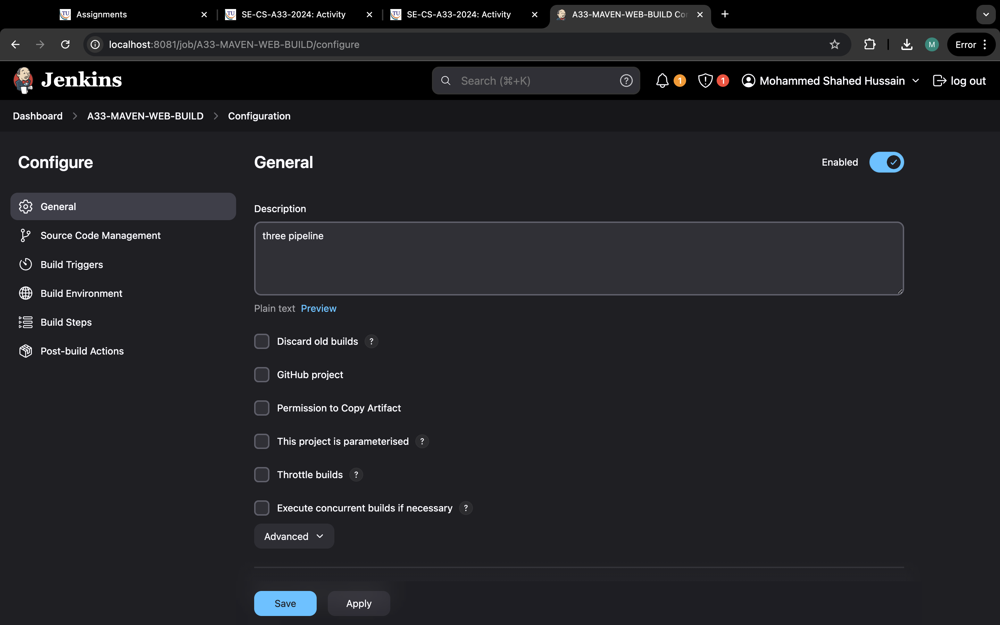 Assignments
SE-CS-A33-2024: Activity
SE-CS-A33-2024: Activity
A33-MAVEN-WEB-BUILD Con
localhost:8081/job/A33-MAVEN-WEB-BUILD/configure
M
Error
Jenkins
Search (⌘+K)
?
1
1
Mohammed Shahed Hussain
log out
Dashboard
A33-MAVEN-WEB-BUILD
Configuration
Configure
General
Source Code Management
Build Triggers
Build Environment
Build Steps
Post-build Actions
General
Enabled
Description
three pipeline
Plain text Preview
Discard old builds ?
GitHub project
Permission to Copy Artifact
This project is parameterised ?
Throttle builds ?
Execute concurrent builds if necessary ?
Advanced
Save
Apply